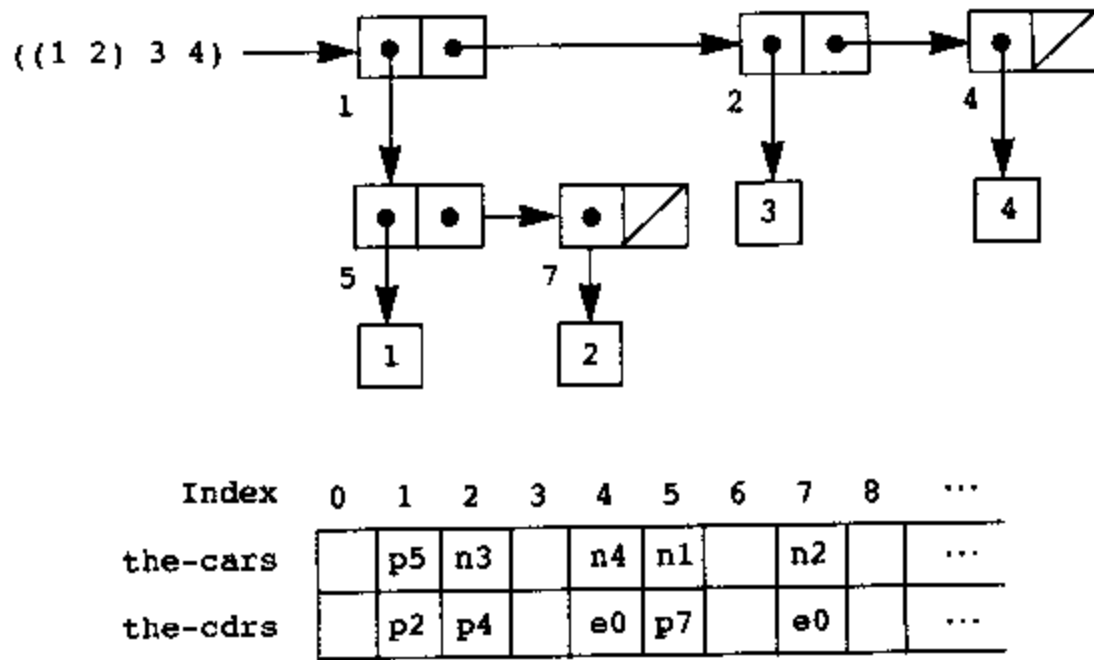 ((1 2) 3 4)
1 2 4
3 4
5 7
1 2
Index 0 1 2 3 4 5 6 7 8 ...
the-cars p5 n3 n4 n1 n2 ...
the-cdrs p2 p4 e0 p7 e0 ...